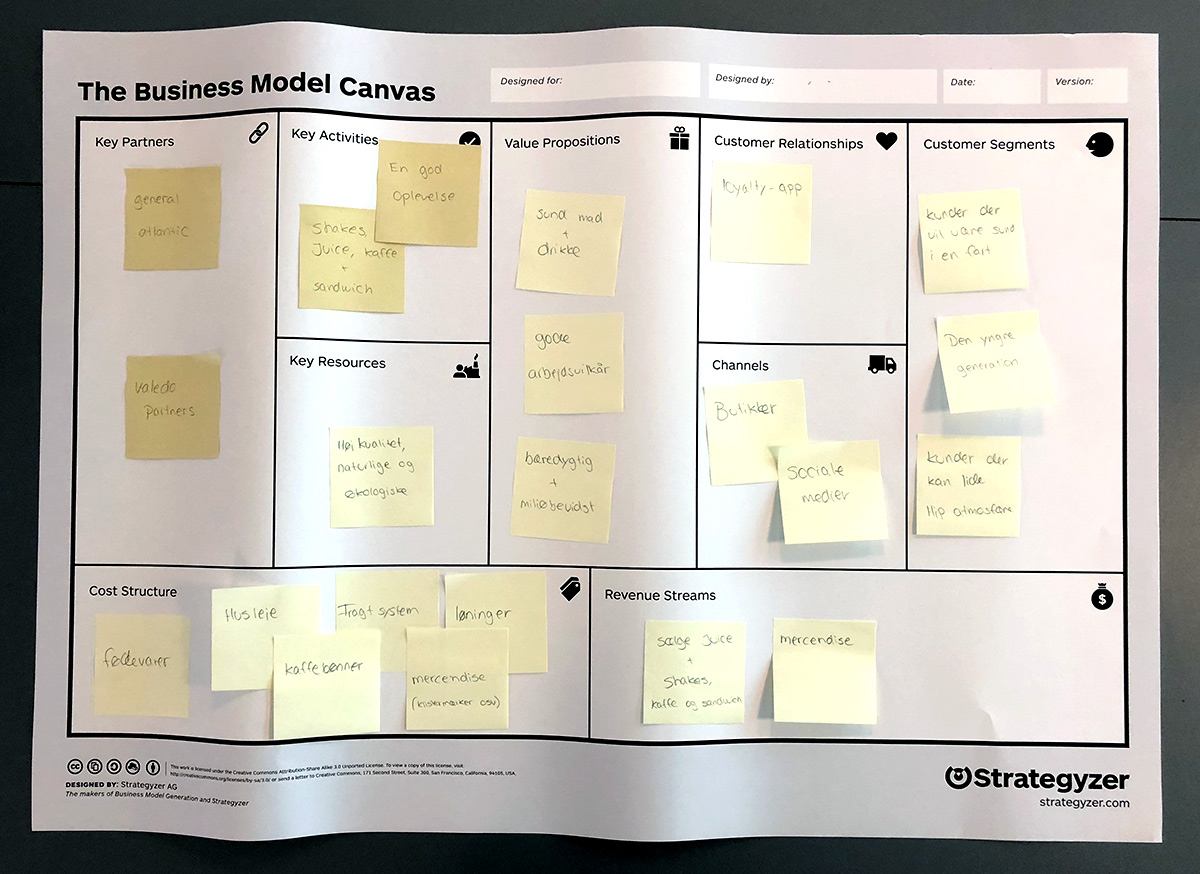 The Business Model Canvas
Designed for:
Designed by:
Date:
Version:
Key Partners
general
atlantic
Valedo
Partners
Key Activities
En god
oplevelse
Shakes,
Juice, kaffe
+
sandwich
Key Resources
Høj kvalitet,
naturlige og
økologiske
Value Propositions
Sund mad
+
drikke
gode
arbejdsvilkår
bæredygtig
+
miljøbevidst
Customer Relationships
loyalty-app
Channels
Butikker
Sociale
medier
Customer Segments
kunder der
vil være sund
i en fart
Den yngre
generation
kunder der
kan lide
Hip atmosfære
Cost Structure
fødevarer
Husleje
kaffebønner
Fragt system
lønninger
mercendise
(klistermærker osv)
Revenue Streams
Sælge Juice
+
Shakes,
kaffe og sandwich
mercendise
This work is licensed under the Creative Commons Attribution-Share Alike 3.0 Unported License. To view a copy of this license, visit:
http://creativecommons.org/licenses/by-sa/3.0/ or send a letter to Creative Commons, 171 Second Street, Suite 300, San Francisco, California, 94105, USA.
DESIGNED BY: Strategyzer AG
The makers of Business Model Generation and Strategyzer
Strategyzer
strategyzer.com